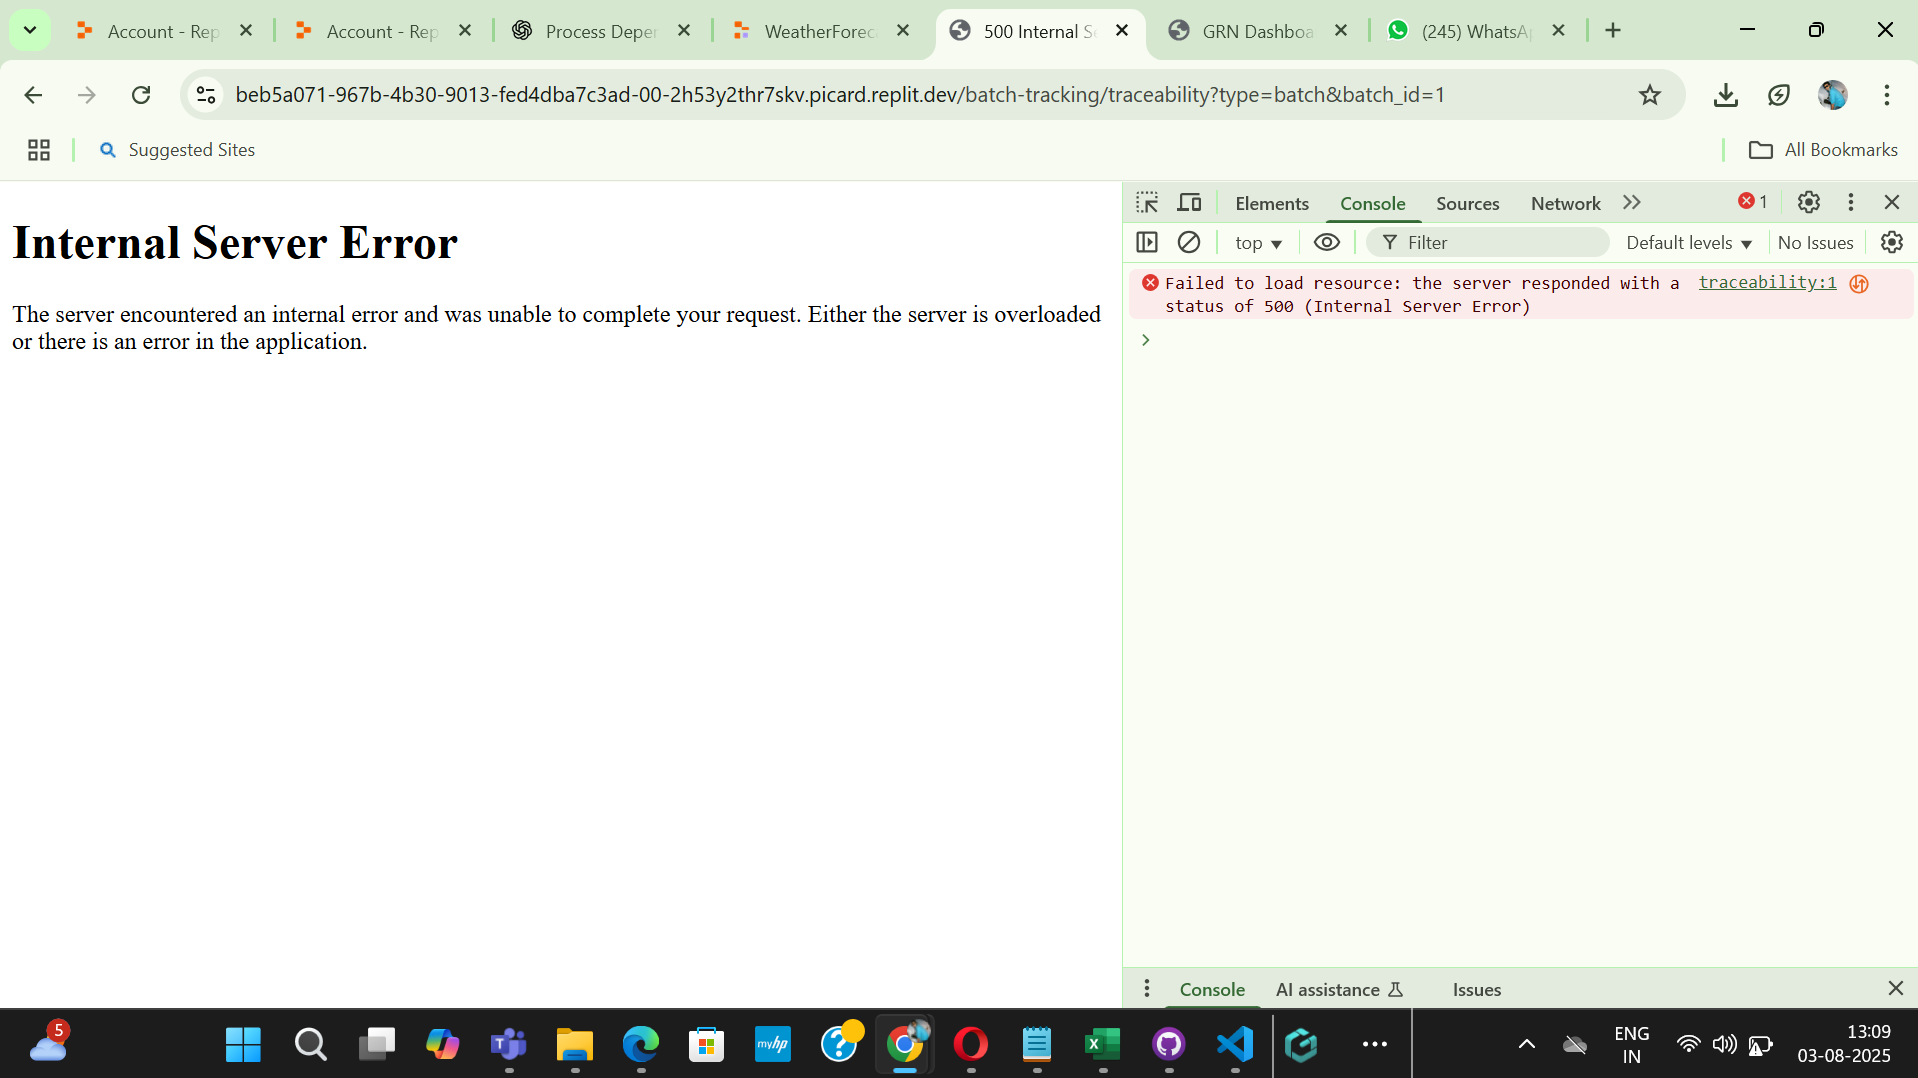 Account - Rep
Account - Rep
Process Deper
WeatherForec
500 Internal S
GRN Dashboa
(245) WhatsA
beb5a071-967b-4b30-9013-fed4dba7c3ad-00-2h53y2thr7skv.picard.replit.dev/batch-tracking/traceability?type=batch&batch_id=1
Suggested Sites
All Bookmarks
Internal Server Error
The server encountered an internal error and was unable to complete your request. Either the server is overloaded
or there is an error in the application.
Elements
Console
Sources
Network
1
top
Filter
Default levels
No Issues
Failed to load resource: the server responded with a
traceability:1
status of 500 (Internal Server Error)
Console
AI assistance
Issues
5
myhp
ENG
IN
13:09
03-08-2025